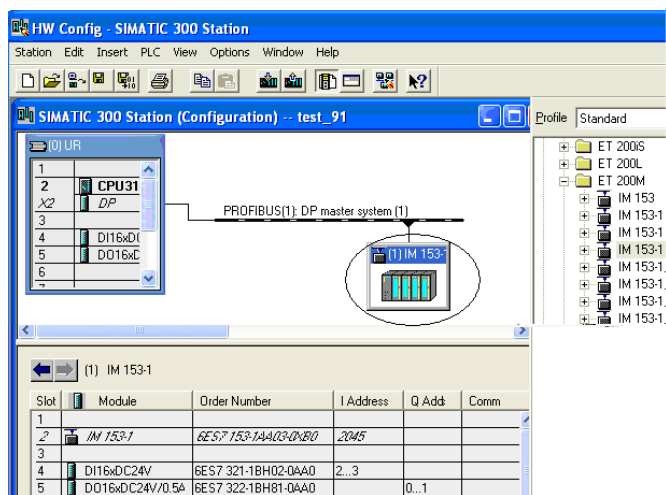 HW Config - SIMATIC 300 Station
Station Edit Insert PLC View Options Window Help
SIMATIC 300 Station (Configuration) -- test_91
Profile Standard
(0) UR
1
2 CPU31
X2 DP
3
4 DI16xD(
5 DO16xD
6
PROFIBUS(1): DP master system (1)
(1) IM 153-1
ET 200iS
ET 200L
ET 200M
IM 153
IM 153-1
IM 153-1
IM 153-1
IM 153-1,
IM 153-1,
IM 153-1,
IM 153-1,
(1) IM 153-1
Slot Module Order Number I Address Q Add Comm
1
2 IM 153-1 6ES7 153-1AA03-0XB0 2045
3
4 DI16xDC24V 6ES7 321-1BH02-0AA0 2...3
5 DO16xDC24V/0.5A 6ES7 322-1BH81-0AA0 0...1